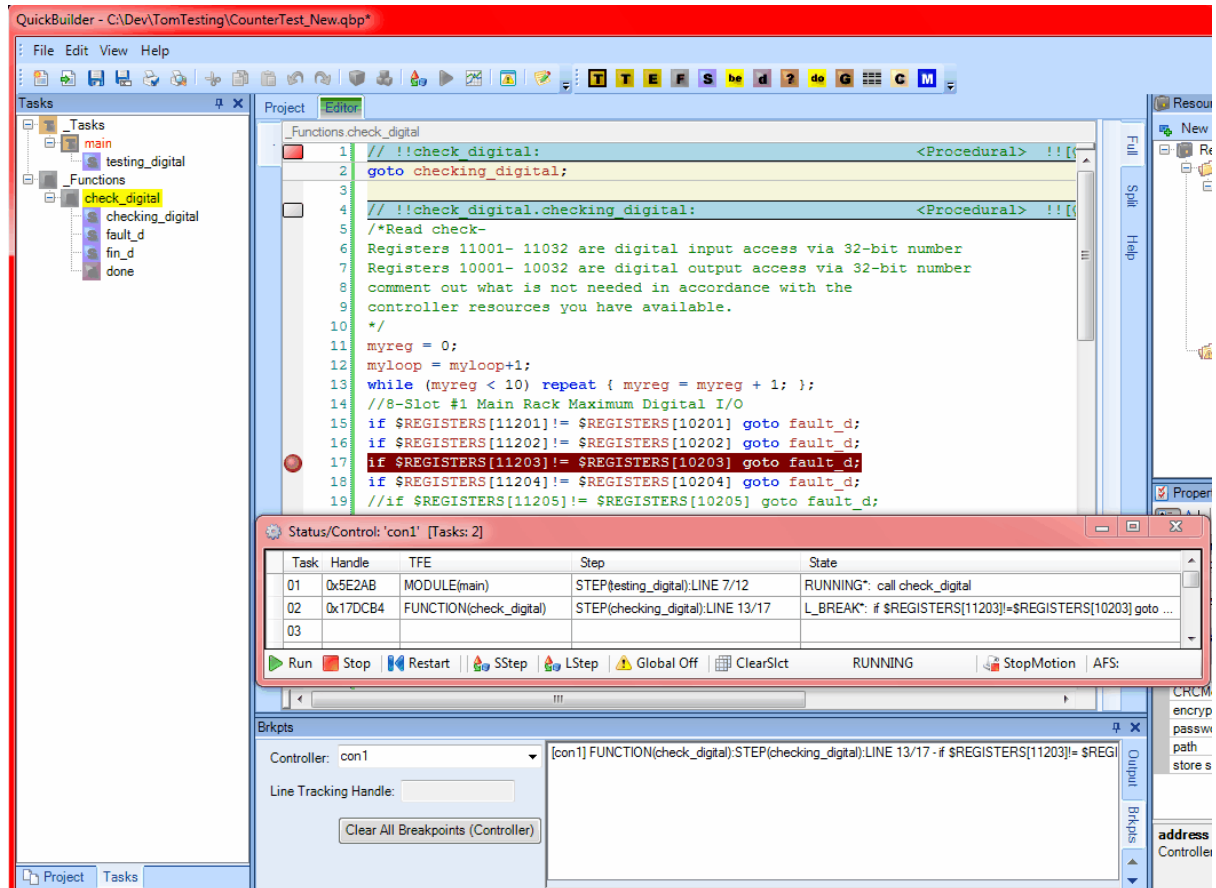 QuickBuilder - C:\Dev\TomTesting\CounterTest_New.qbp*
File Edit View Help
T T E F S be d ? do G C M
Tasks
_Tasks
main
testing_digital
_Functions
check_digital
checking_digital
fault_d
fin_d
done
Project Tasks
Project Editor
_Functions.check_digital
1 // !!check_digital: <Procedural> !![
2 goto checking_digital;
3
4 // !!check_digital.checking_digital: <Procedural> !![
5 /*Read check-
6 Registers 11001- 11032 are digital input access via 32-bit number
7 Registers 10001- 10032 are digital output access via 32-bit number
8 comment out what is not needed in accordance with the
9 controller resources you have available.
10 */
11 myreg = 0;
12 myloop = myloop+1;
13 while (myreg < 10) repeat { myreg = myreg + 1; };
14 //8-Slot #1 Main Rack Maximum Digital I/O
15 if $REGISTERS[11201]!= $REGISTERS[10201] goto fault_d;
16 if $REGISTERS[11202]!= $REGISTERS[10202] goto fault_d;
17 if $REGISTERS[11203]!= $REGISTERS[10203] goto fault_d;
18 if $REGISTERS[11204]!= $REGISTERS[10204] goto fault_d;
19 //if $REGISTERS[11205]!= $REGISTERS[10205] goto fault_d;
Full
Split
Help
Resour
New
Re
Proper
Status/Control: 'con1' [Tasks: 2]
Task Handle TFE Step State
01 0x5E2AB MODULE(main) STEP(testing_digital):LINE 7/12 RUNNING*: call check_digital
02 0x17DCB4 FUNCTION(check_digital) STEP(checking_digital):LINE 13/17 L_BREAK*: if $REGISTERS[11203]!=$REGISTERS[10203] goto ...
03
Run Stop Restart SStep LStep Global Off ClearSlct RUNNING StopMotion AFS:
CRCM
encryp
passwo
path
store s
address
Controller
Brkpts
Controller: con1
Line Tracking Handle:
Clear All Breakpoints (Controller)
[con1] FUNCTION(check_digital):STEP(checking_digital):LINE 13/17 - if $REGISTERS[11203]!= $REGI
Output
Brkpts